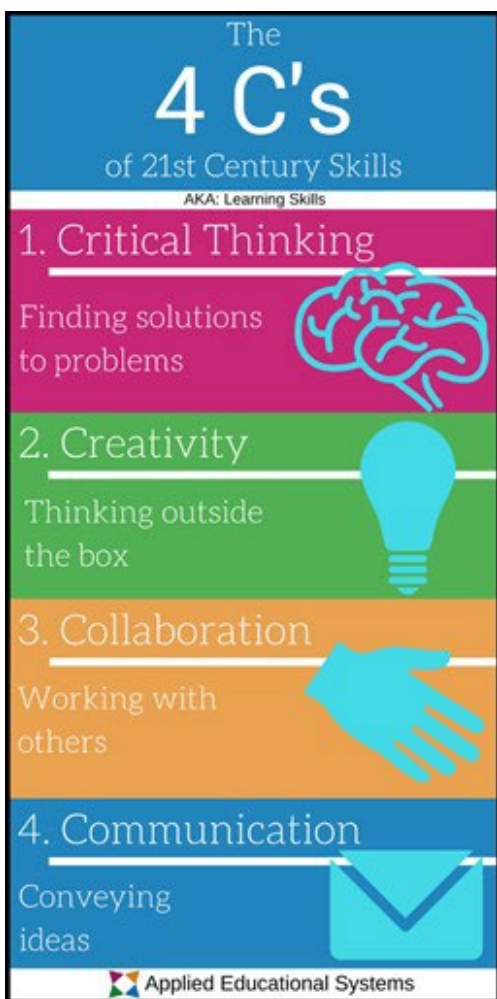 The
4 C's
of 21st Century Skills
AKA: Learning Skills
1. Critical Thinking
Finding solutions
to problems
2. Creativity
Thinking outside
the box
3. Collaboration
Working with
others
4. Communication
Conveying
ideas
Applied Educational Systems